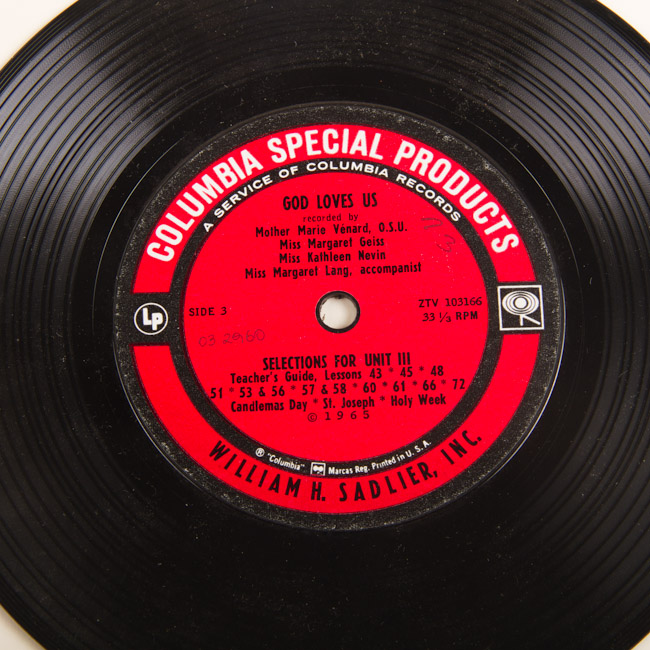 COLUMBIA SPECIAL PRODUCTS
A SERVICE OF COLUMBIA RECORDS
GOD LOVES US
recorded by
Mother Marie Vénard, O.S.U.
Miss Margaret Geiss
Miss Kathleen Nevin
Miss Margaret Lang, accompanist
LP
SIDE 3
ZTV 103166
33 1/3 RPM
SELECTIONS FOR UNIT III
Teacher's Guide, Lessons 43 * 45 * 48
51 * 53 & 56 * 57 & 58 * 60 * 61 * 66 * 72
Candlemas Day * St. Joseph * Holy Week
© 1965
® "Columbia" Marcas Reg. Printed in U. S. A.
WILLIAM H. SADLIER, INC.